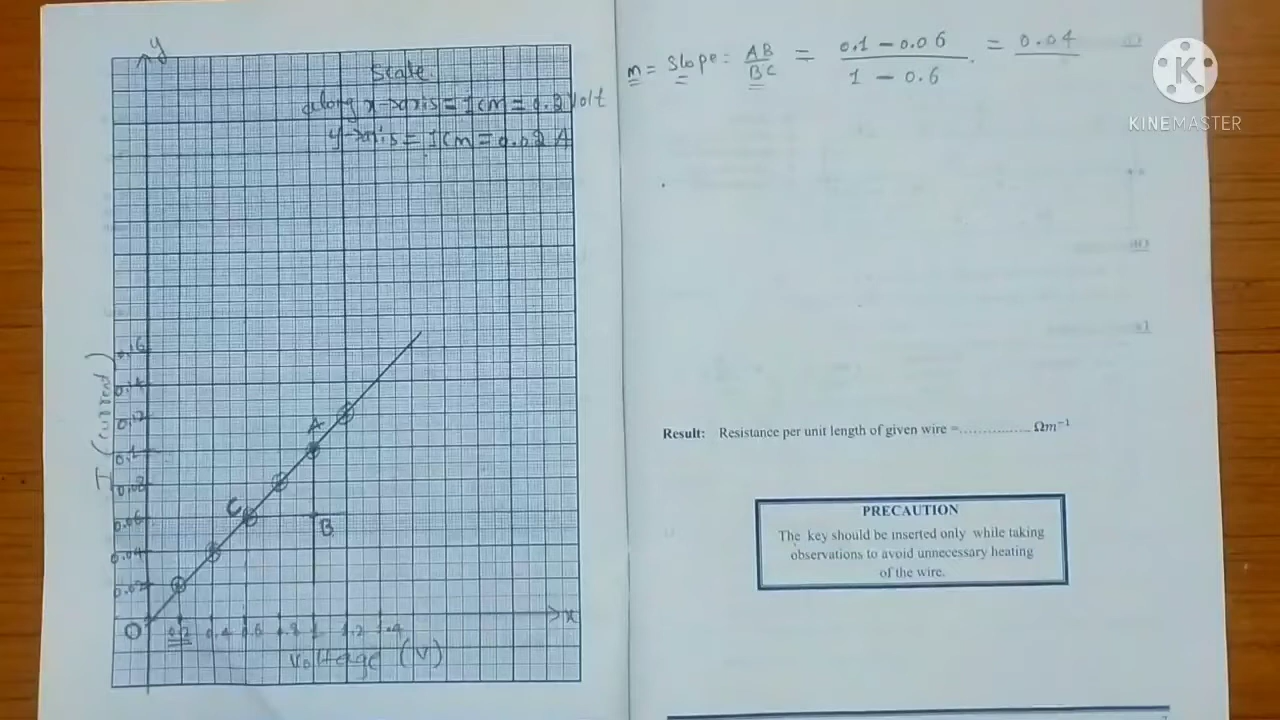 y
Scale
along x-axis = 1cm = 0.2 Volt
y-axis = 1cm = 0.02 A
0.16
0.14
0.12
0.1
0.08
0.06
0.04
0.02
I (current)
A
C
B
O
0.2 0.4 0.6 0.8 1 1.2 1.4
x
Voltage (V)
m = Slope = AB/BC = 0.1 - 0.06 / 1 - 0.6 = 0.04
K
KINEMASTER
Result: Resistance per unit length of given wire =............... Ωm⁻¹
PRECAUTION
The key should be inserted only while taking
observations to avoid unnecessary heating
of the wire.